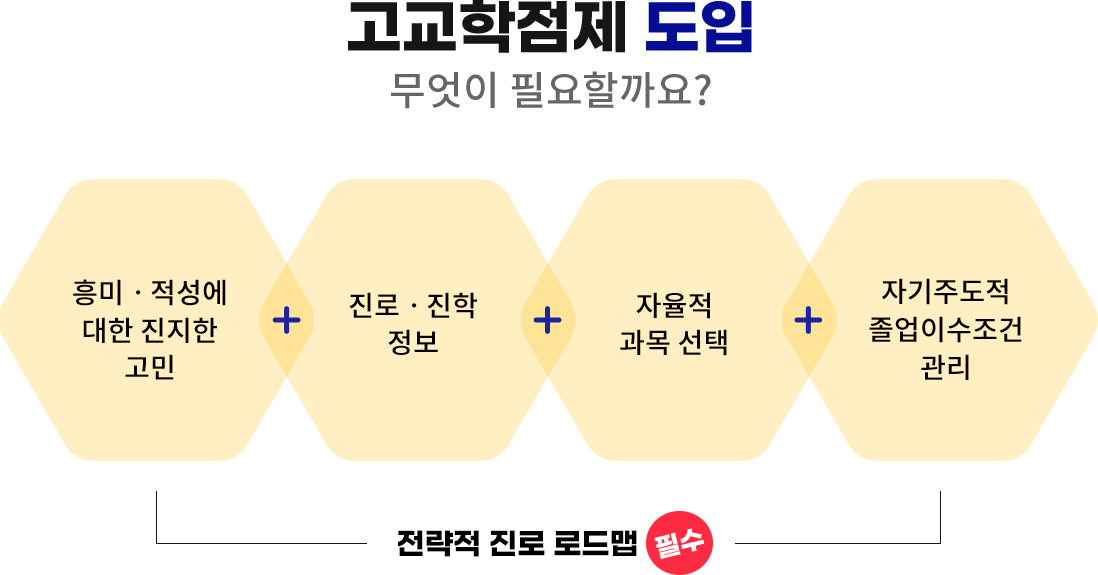 고교학점제 도입
무엇이 필요할까요?
흥미 · 적성에
대한 진지한
고민
+
진로 · 진학
정보
+
자율적
과목 선택
+
자기주도적
졸업이수조건
관리
전략적 진로 로드맵 필수